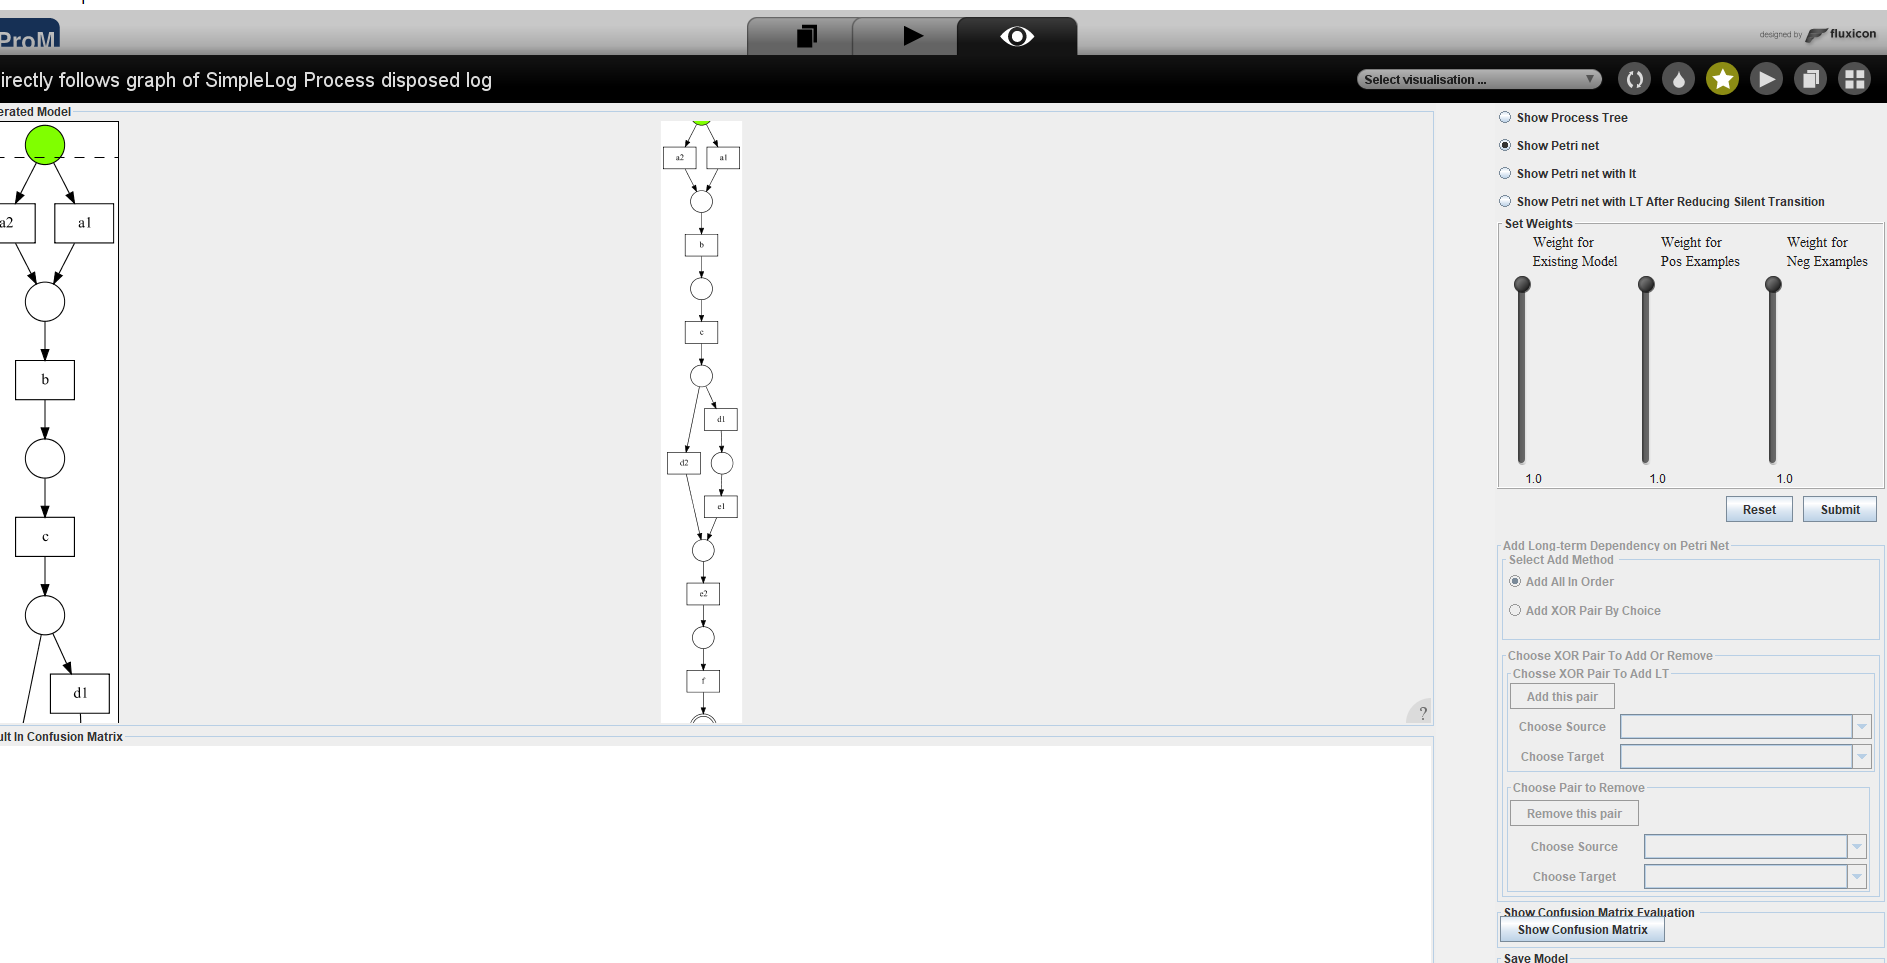 ProM
designed by fluxicon
irectly follows graph of SimpleLog Process disposed log
Select visualisation ...
erated Model
a2 a1
b
c
d1
a2 a1
b
c
d1
d2
e1
e2
f
?
ult In Confusion Matrix
Show Process Tree
Show Petri net
Show Petri net with lt
Show Petri net with LT After Reducing Silent Transition
Set Weights
Weight for Existing Model
Weight for Pos Examples
Weight for Neg Examples
1.0 1.0 1.0
Reset Submit
Add Long-term Dependency on Petri Net
Select Add Method
Add All In Order
Add XOR Pair By Choice
Choose XOR Pair To Add Or Remove
Chosse XOR Pair To Add LT
Add this pair
Choose Source
Choose Target
Choose Pair to Remove
Remove this pair
Choose Source
Choose Target
Show Confusion Matrix Evaluation
Show Confusion Matrix
Save Model